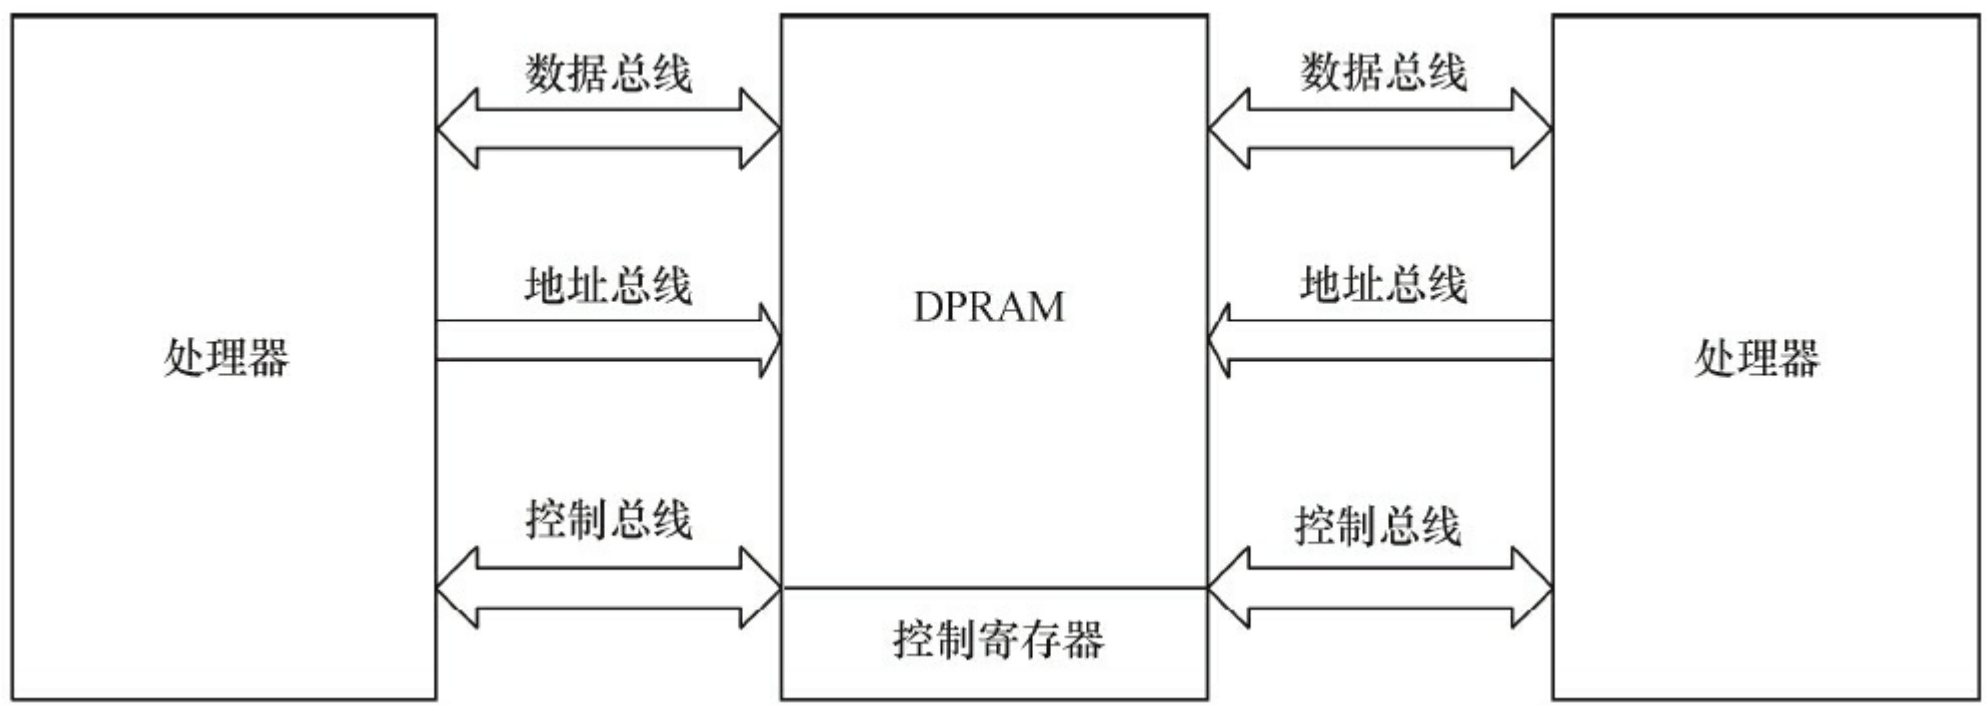 数据总线
数据总线
地址总线
地址总线
DPRAM
处理器
处理器
控制总线
控制总线
控制寄存器